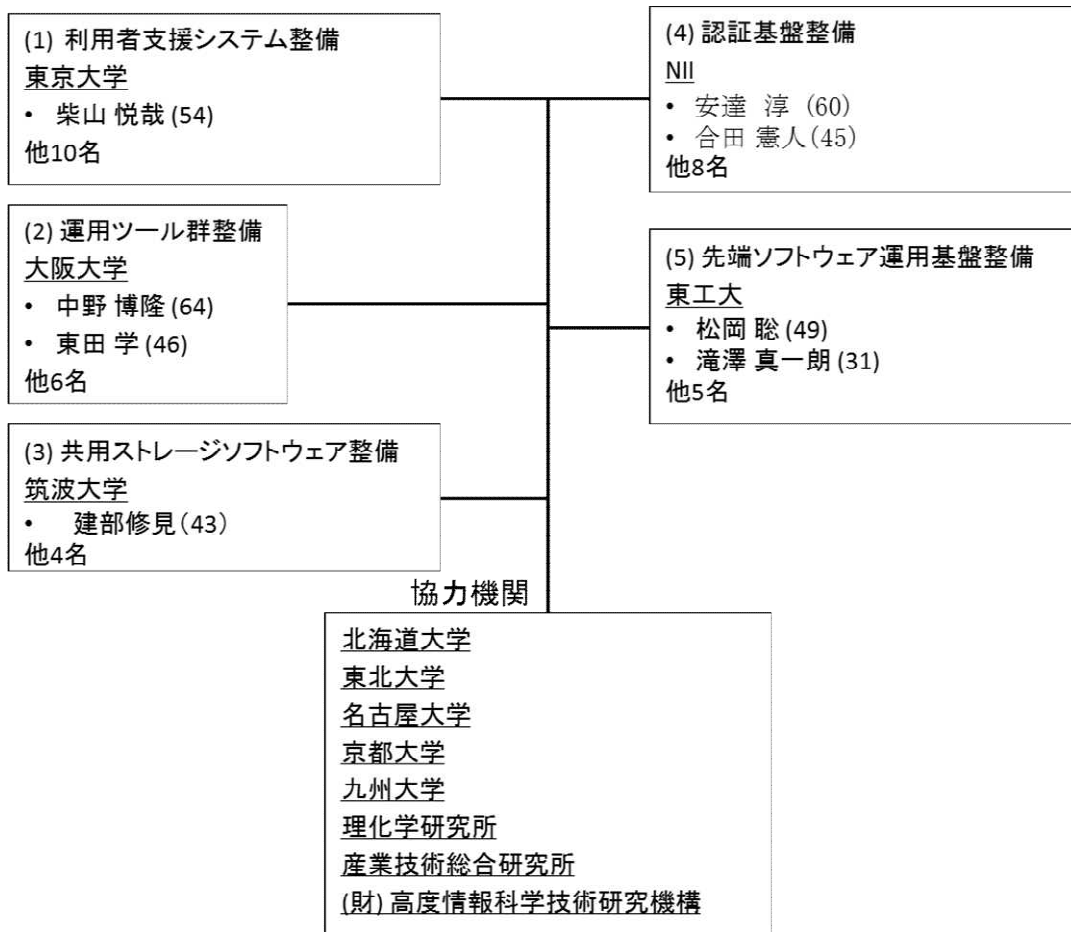 (1) 利用者支援システム整備
東京大学
• 柴山 悦哉 (54)
他10名
(2) 運用ツール群整備
大阪大学
• 中野 博隆 (64)
• 東田 学 (46)
他6名
(3) 共用ストレージソフトウェア整備
筑波大学
• 建部修見(43)
他4名
(4) 認証基盤整備
NII
• 安達 淳 (60)
• 合田 憲人(45)
他8名
(5) 先端ソフトウェア運用基盤整備
東工大
• 松岡 聡 (49)
• 滝澤 真一朗 (31)
他5名
協力機関
北海道大学
東北大学
名古屋大学
京都大学
九州大学
理化学研究所
産業技術総合研究所
(財) 高度情報科学技術研究機構